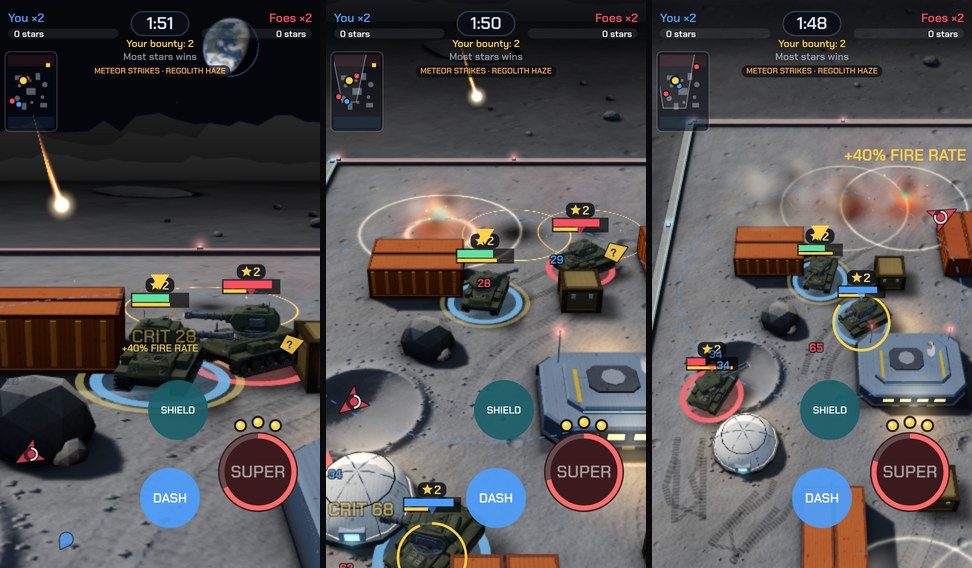 You ×2
1:51
Foes ×2
0 stars
0 stars
Your bounty: 2
Most stars wins
METEOR STRIKES · REGOLITH HAZE
★2
★2
CRIT 28
+40% FIRE RATE
?
SHIELD
SUPER
DASH
You ×2
1:50
Foes ×2
0 stars
0 stars
Your bounty: 2
Most stars wins
METEOR STRIKES · REGOLITH HAZE
★2
2
29
?
28
SHIELD
SUPER
94
★2
DASH
CRIT 68
You ×2
1:48
Foes ×2
0 stars
0 stars
Your bounty: 2
Most stars wins
METEOR STRIKES · REGOLITH HAZE
+40% FIRE RATE
2
★2
65
★2
34
34
SHIELD
SUPER
DASH